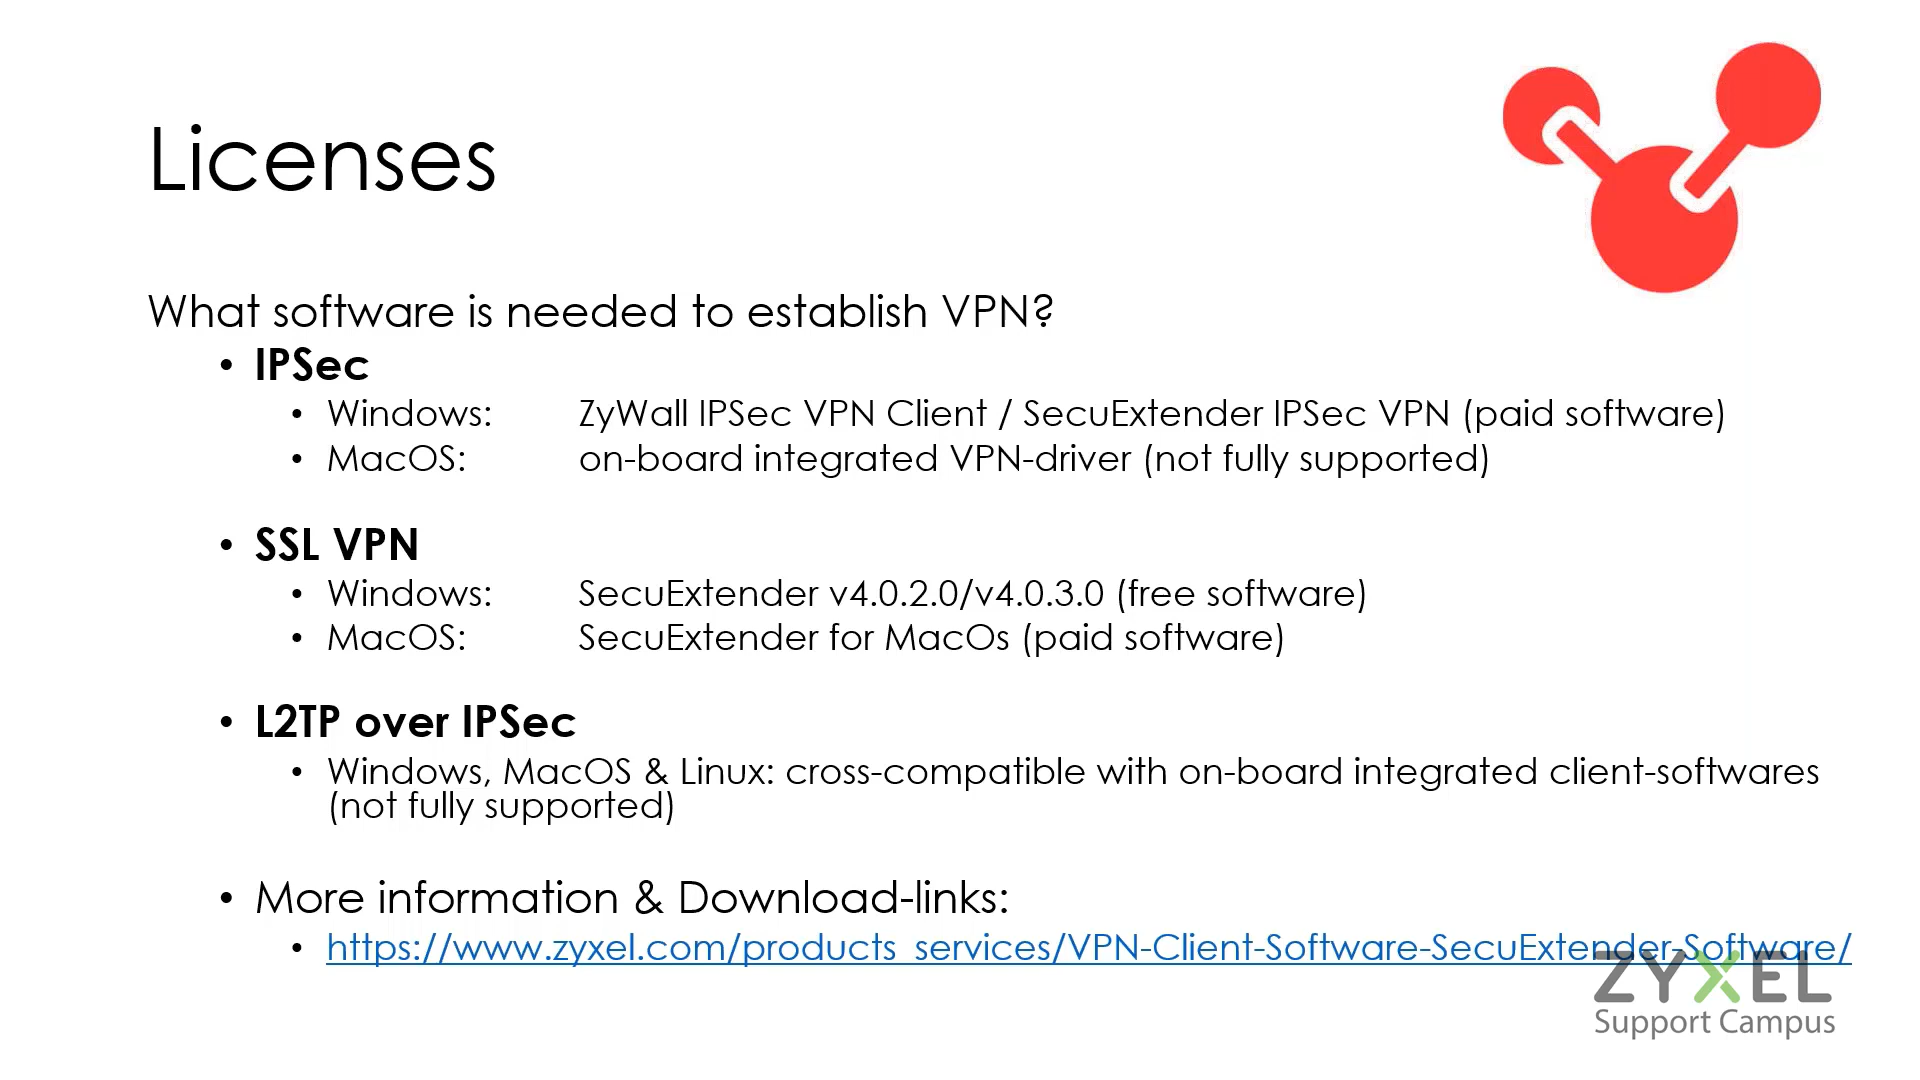 Licenses
What software is needed to establish VPN?
• IPSec
• Windows: ZyWall IPSec VPN Client / SecuExtender IPSec VPN (paid software)
• MacOS: on-board integrated VPN-driver (not fully supported)
• SSL VPN
• Windows: SecuExtender v4.0.2.0/v4.0.3.0 (free software)
• MacOS: SecuExtender for MacOs (paid software)
• L2TP over IPSec
• Windows, MacOS & Linux: cross-compatible with on-board integrated client-softwares
(not fully supported)
• More information & Download-links:
• https://www.zyxel.com/products_services/VPN-Client-Software-SecuExtender-Software/
ZYXEL
Support Campus